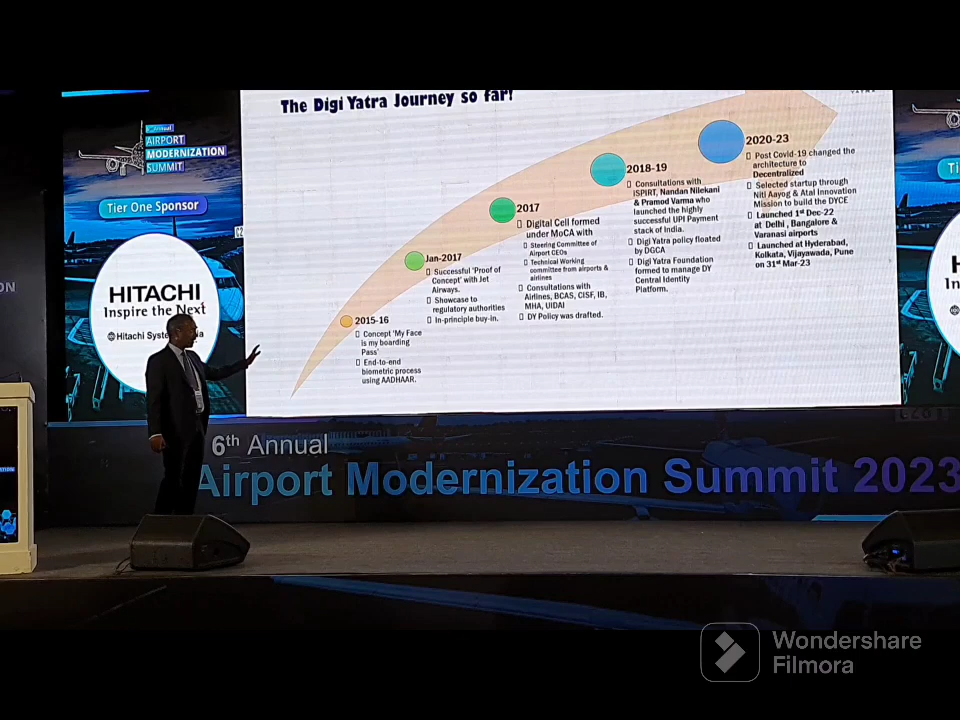 The Digi Yatra Journey so far!
YATRA
6th Annual
AIRPORT
MODERNIZATION
SUMMIT
Tier One Sponsor
HITACHI
Inspire the Next
2015-16
Concept 'My Face
is my boarding
Pass'
End-to-end
biometric process
using AADHAAR.
Jan-2017
Successful 'Proof of
Concept' with Jet
Airways.
Showcase to
regulatory authorities
In-principle buy-in.
2017
Digital Cell formed
under MoCA with
Steering Committee of
Airport CEOs
Technical Working
committee from airports &
airlines
Consultations with
Airlines, BCAS, CISF, IB,
MHA, UIDAI
DY Policy was drafted.
2018-19
Consultations with
iSPIRT, Nandan Nilekani
& Pramod Varma who
launched the highly
successful UPI Payment
stack of India.
Digi Yatra policy floated
by DGCA
Digi Yatra Foundation
formed to manage DY
Central Identity
Platform.
2020-23
Post Covid-19 changed the
architecture to
Decentralized
Selected startup through
Niti Aayog & Atal Innovation
Mission to build the DYCE
Launched 1st Dec-22
at Delhi, Bangalore &
Varanasi airports
Launched at Hyderabad,
Kolkata, Vijayawada, Pune
on 31st Mar-23
Hitachi
6th Annual
Airport Modernization Summit 2023
Wondershare
Filmora